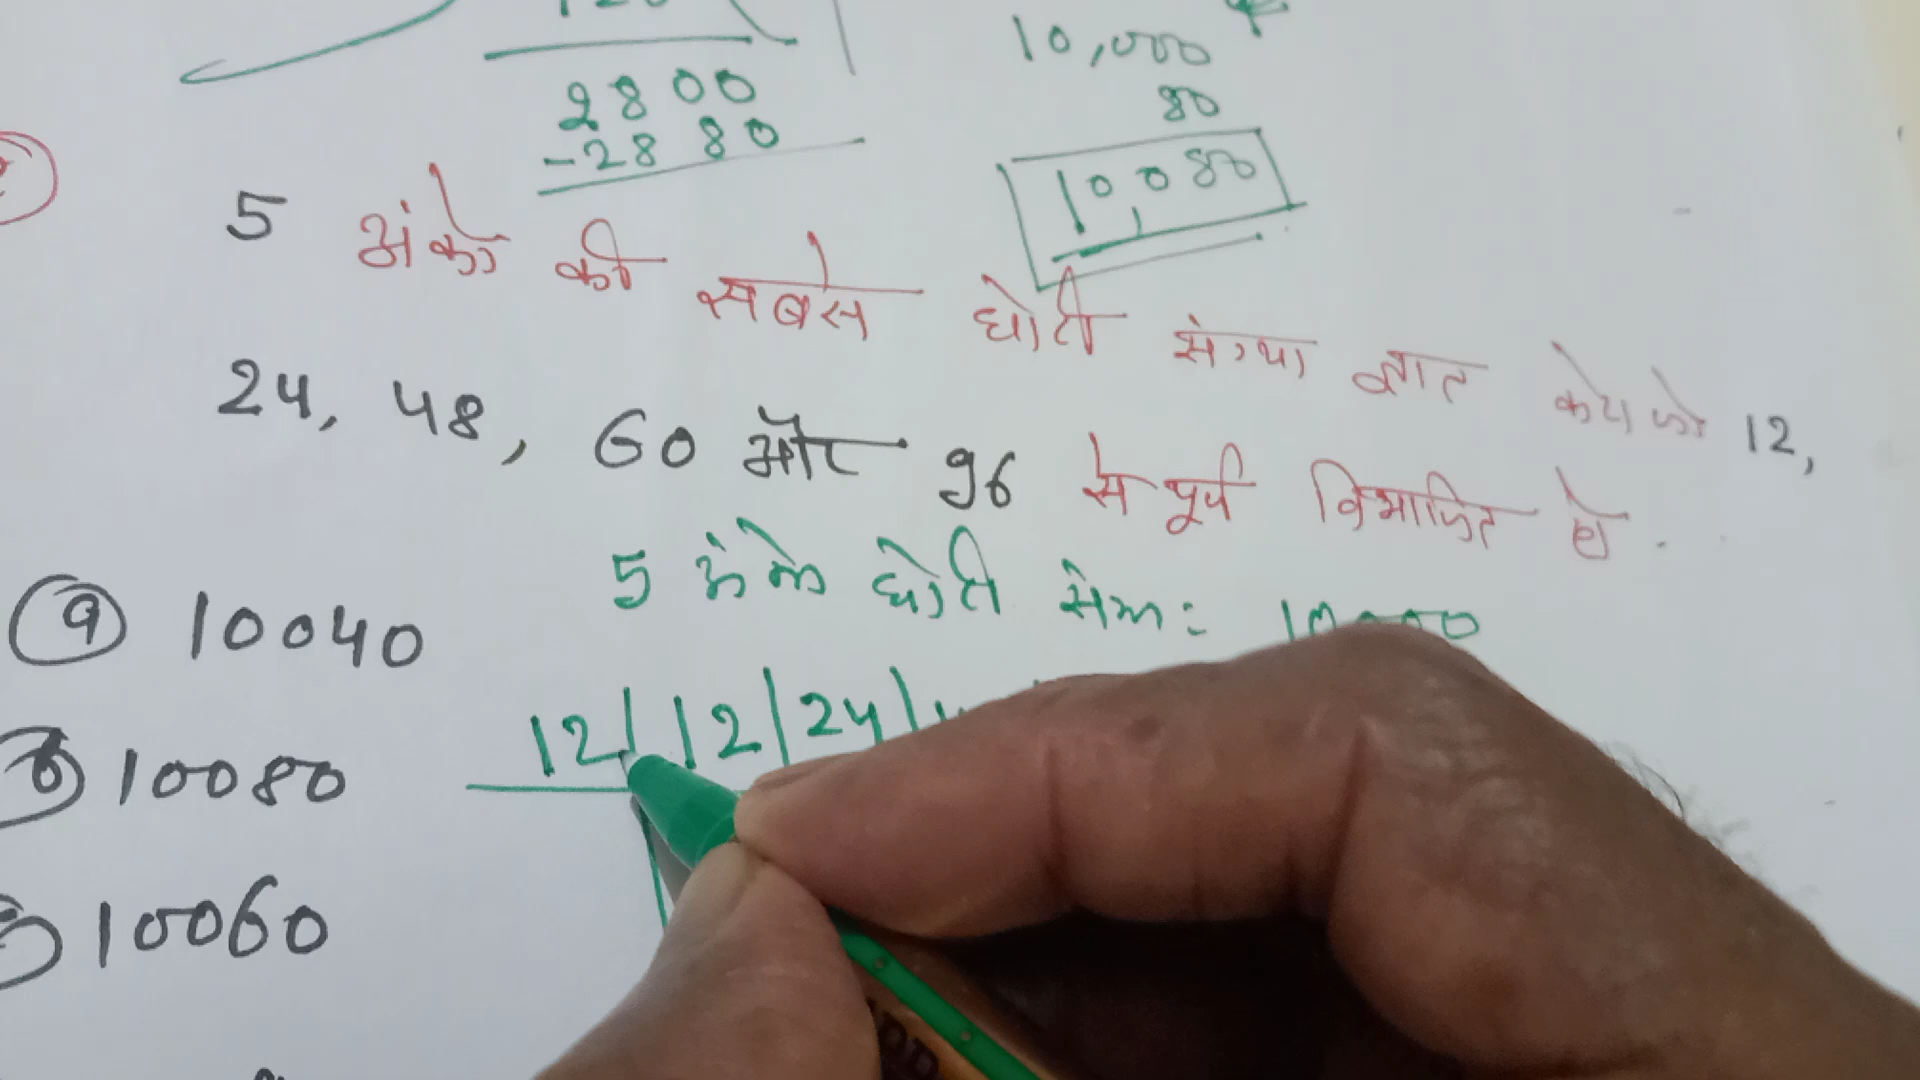 10,000
2800
80
-2880
10,080
5 अंको की सबसे छोटी संख्या ज्ञात करो जो 12,
24, 48, 60 और 96 से पूर्ण विभाजित हो.
5 अंके छोटी संख्या: 10000
a 10040
12 | 12 | 24 |
b 10080
10060